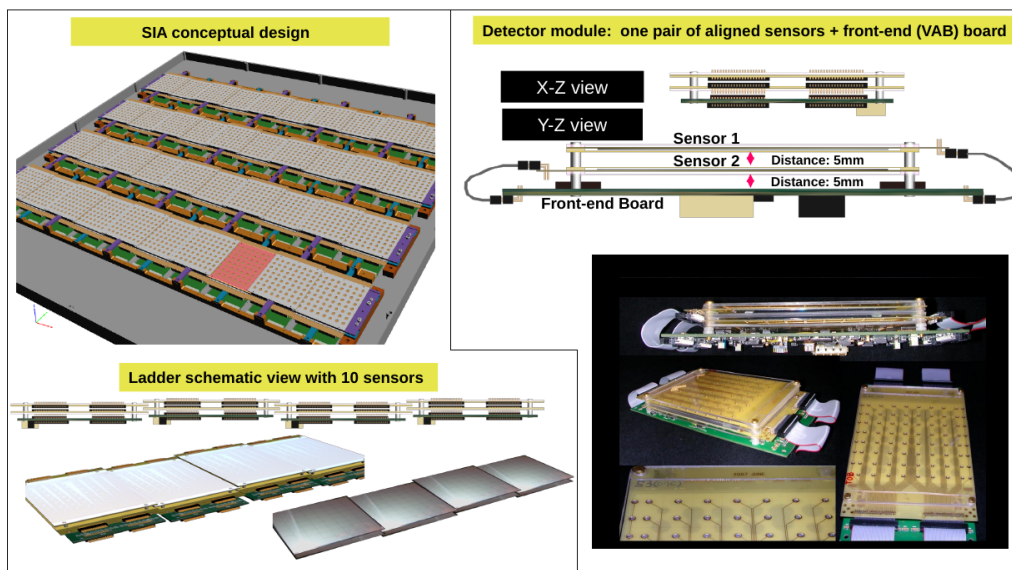 SIA conceptual design
Detector module: one pair of aligned sensors + front-end (VAB) board
X-Z view
Y-Z view
Sensor 1
Sensor 2
Distance: 5mm
Distance: 5mm
Front-end Board
Ladder schematic view with 10 sensors